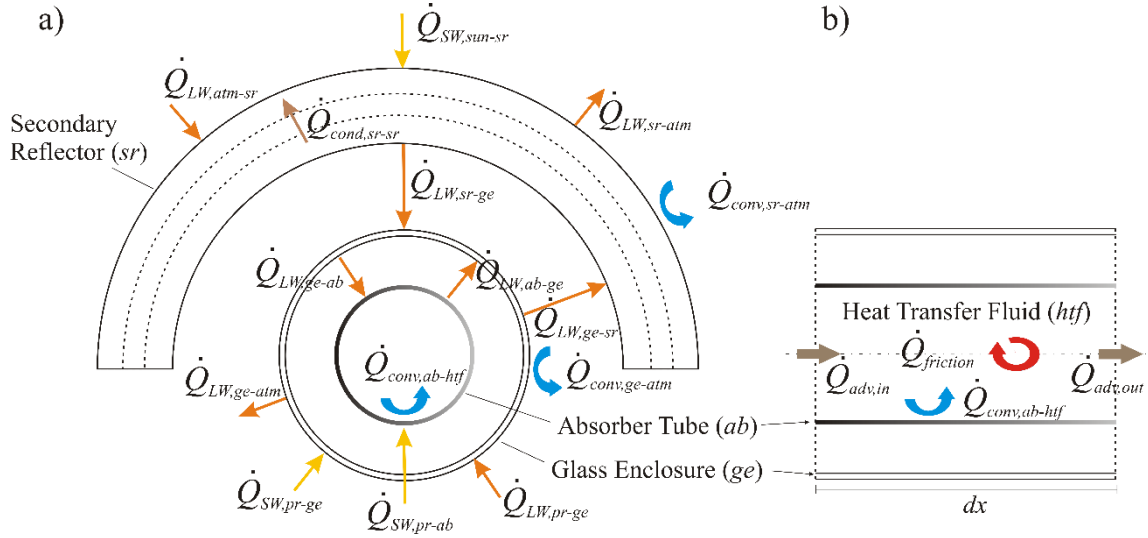 a)
Q̇SW,sun-sr
b)
Q̇LW,atm-sr
Q̇LW,sr-atm
Q̇cond,sr-sr
Secondary
Reflector (sr)
Q̇LW,sr-ge
Q̇conv,sr-atm
Q̇LW,ge-ab
Q̇LW,ab-ge
Q̇LW,ge-sr
Heat Transfer Fluid (htf)
Q̇friction
Q̇adv,in
Q̇adv,out
Q̇conv,ab-htf
Q̇conv,ge-atm
Q̇LW,ge-atm
Q̇conv,ab-htf
Absorber Tube (ab)
Glass Enclosure (ge)
Q̇SW,pr-ge
Q̇SW,pr-ab
Q̇LW,pr-ge
dx